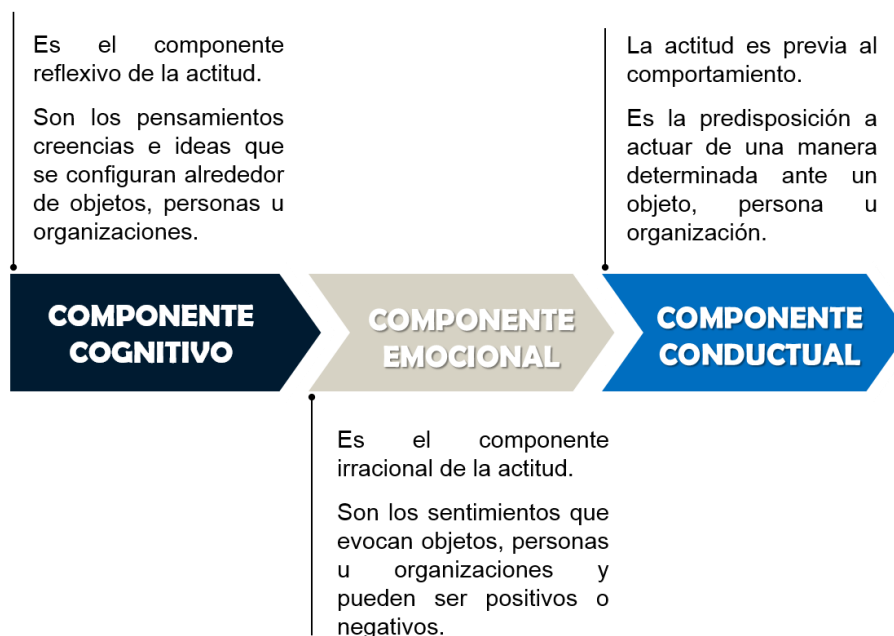 Es el componente
reflexivo de la actitud.
Son los pensamientos
creencias e ideas que
se configuran alrededor
de objetos, personas u
organizaciones.
La actitud es previa al
comportamiento.
Es la predisposición a
actuar de una manera
determinada ante un
objeto, persona u
organización.
COMPONENTE
COGNITIVO
COMPONENTE
EMOCIONAL
COMPONENTE
CONDUCTUAL
Es el componente
irracional de la actitud.
Son los sentimientos que
evocan objetos, personas
u organizaciones y
pueden ser positivos o
negativos.